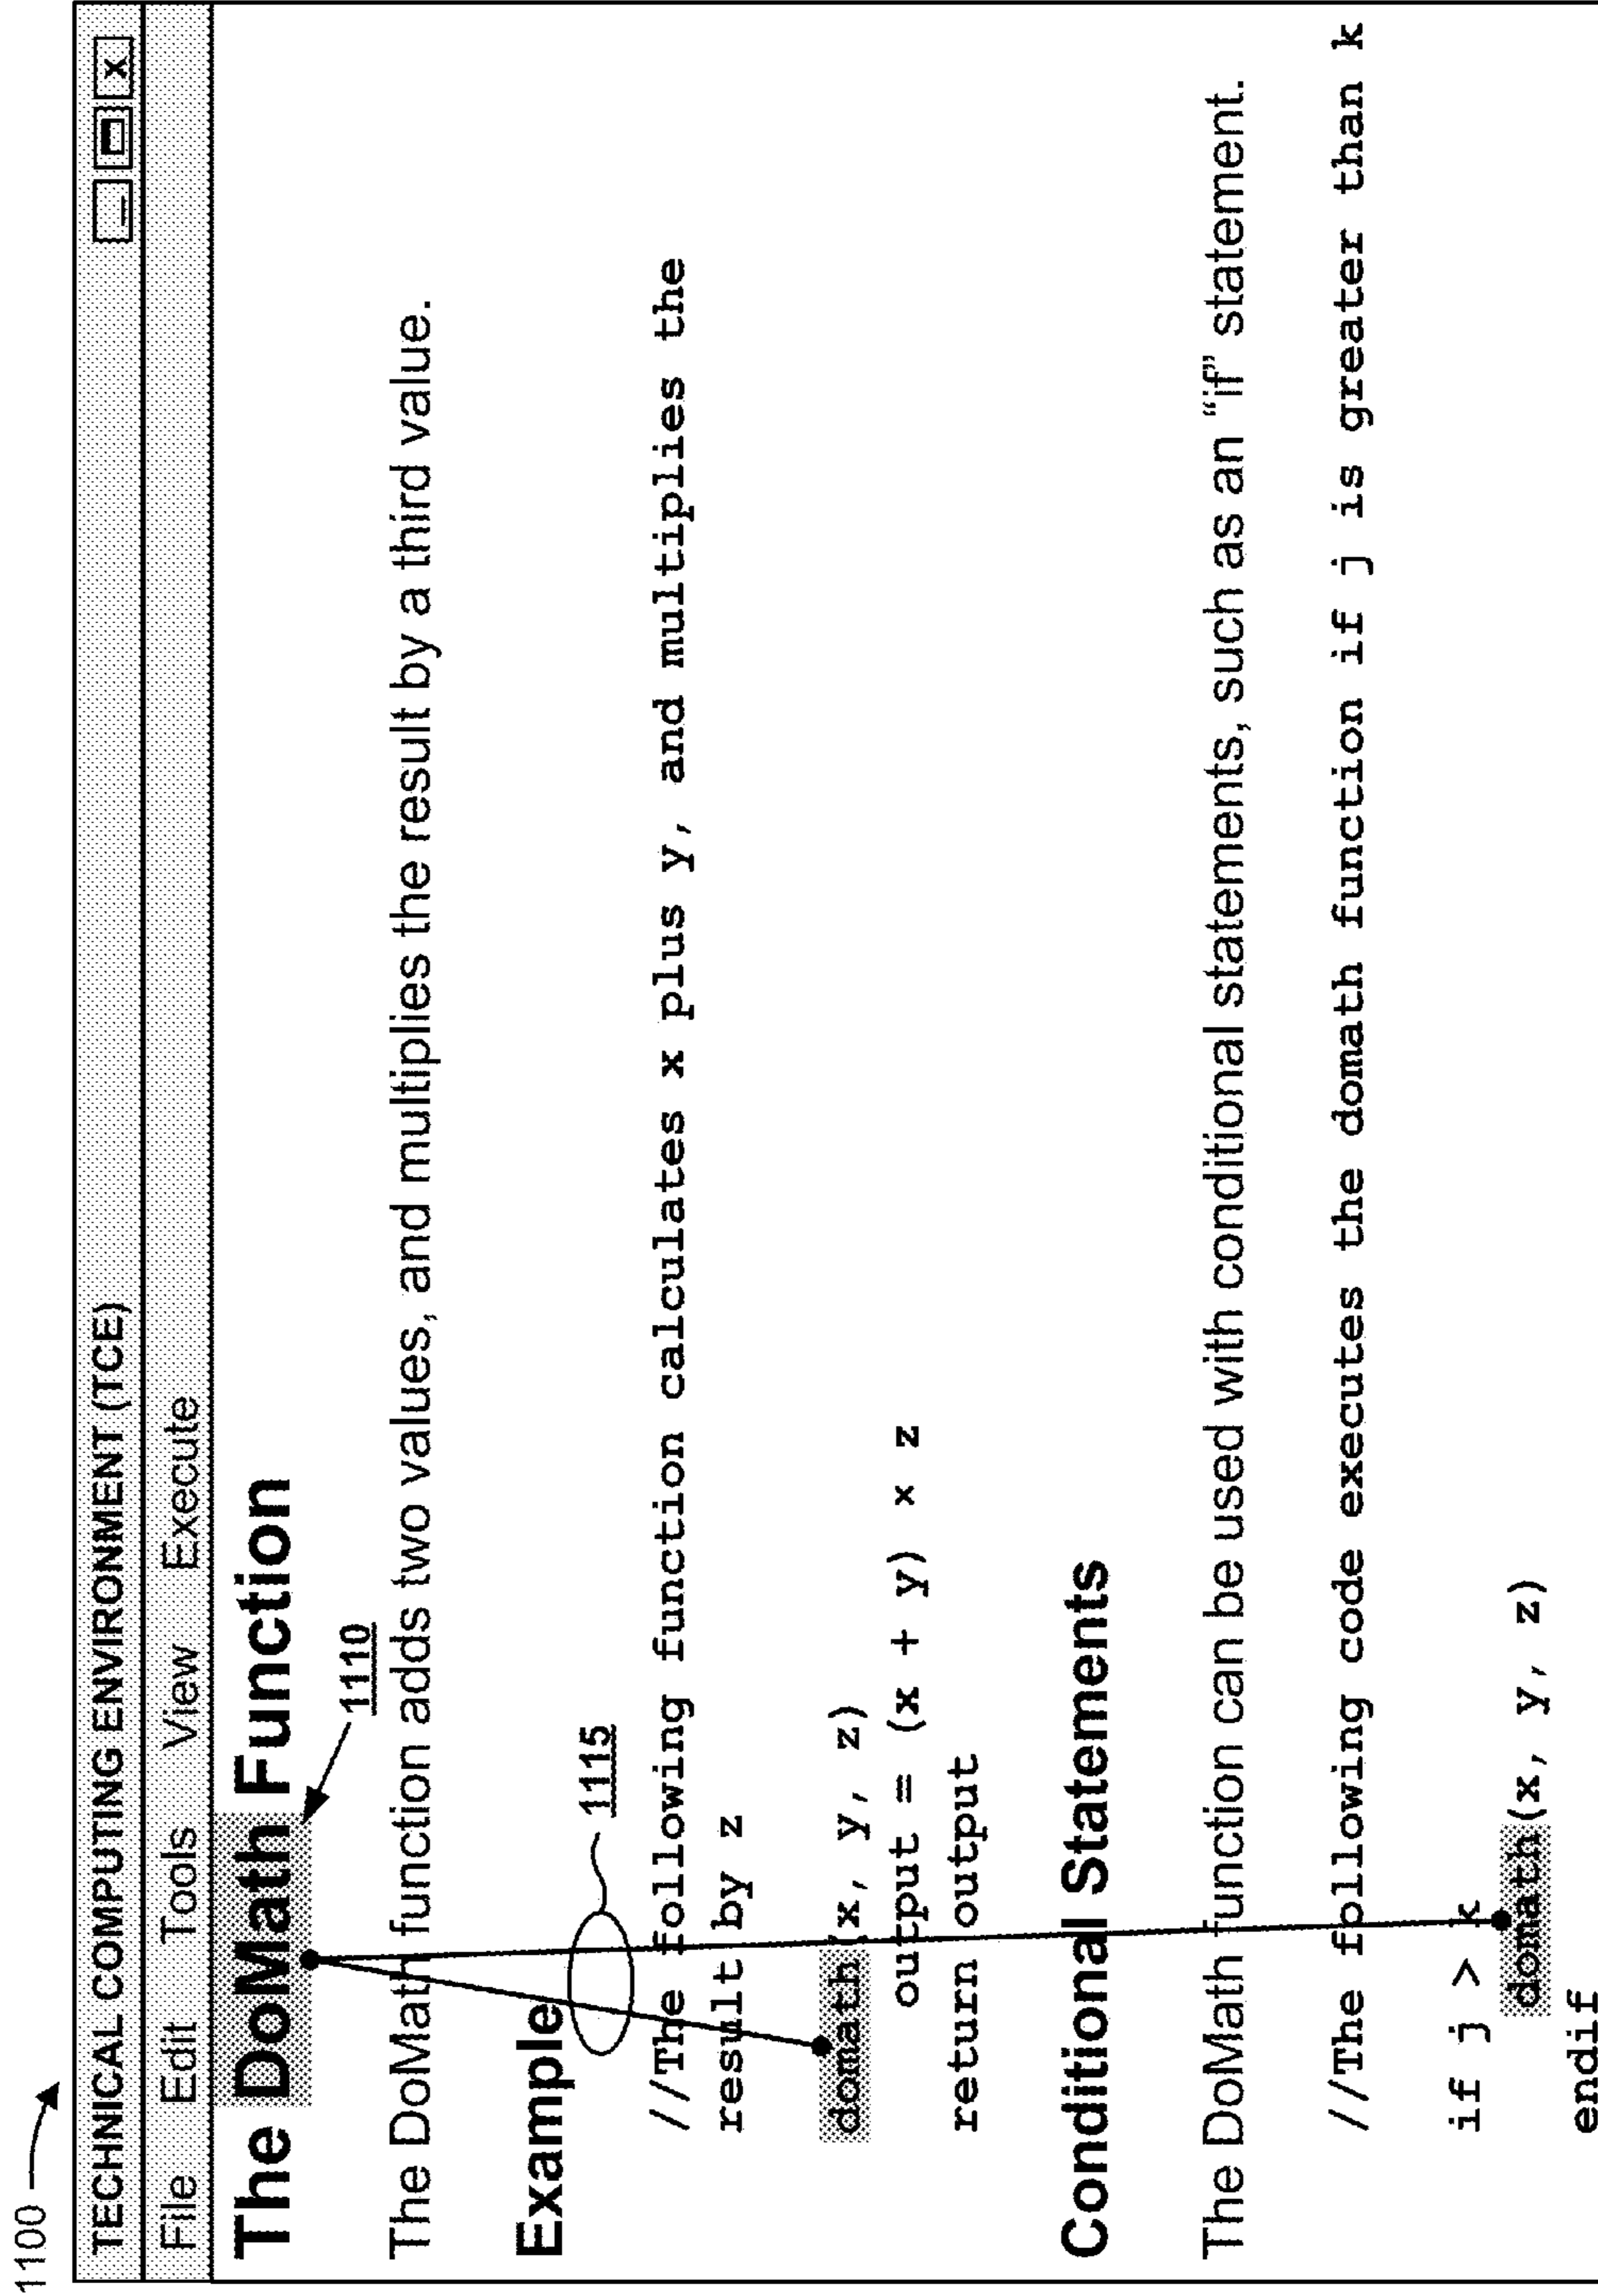 1100
TECHNICAL COMPUTING ENVIRONMENT (TCE) _ X
File Edit Tools View Execute
The DoMath Function
1110
The DoMath function adds two values, and multiplies the result by a third value.
Example
1115
//The following function calculates x plus y, and multiplies the
result by z
domath(x, y, z)
output = (x + y) × z
return output
Conditional Statements
The DoMath function can be used with conditional statements, such as an “if” statement.
//The following code executes the domath function if j is greater than k
if j > k
domath(x, y, z)
endif